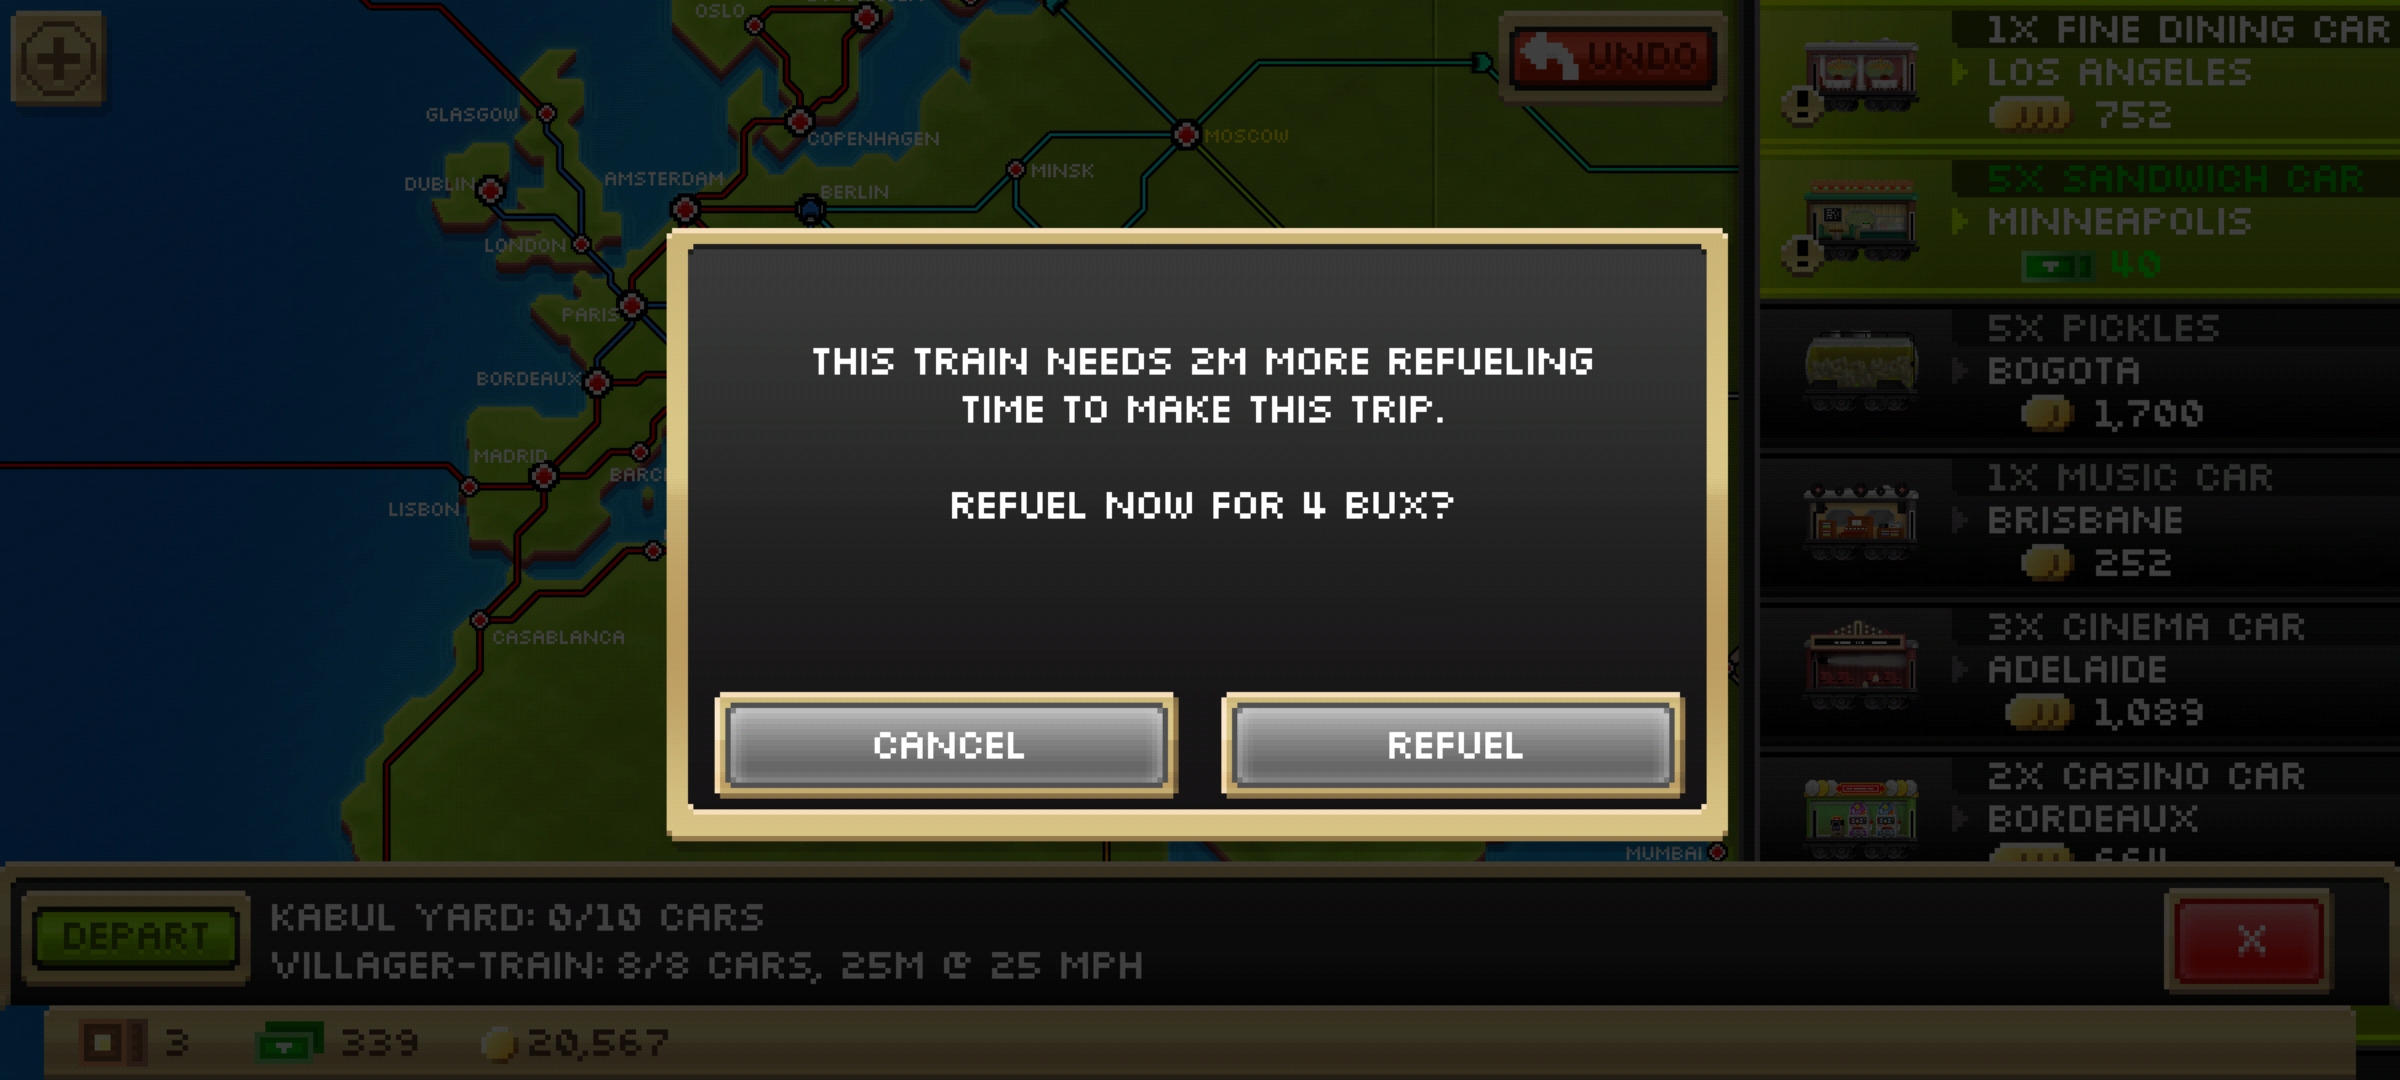 OSLO
GLASGOW
COPENHAGEN
MOSCOW
MINSK
DUBLIN
AMSTERDAM
BERLIN
LONDON
PARIS
BORDEAUX
MADRID
LISBON
CASABLANCA
MUMBAI
UNDO
THIS TRAIN NEEDS 2M MORE REFUELING
TIME TO MAKE THIS TRIP.
REFUEL NOW FOR 4 BUX?
CANCEL
REFUEL
1X FINE DINING CAR
LOS ANGELES
752
5X SANDWICH CAR
MINNEAPOLIS
40
5X PICKLES
BOGOTA
1,700
1X MUSIC CAR
BRISBANE
252
3X CINEMA CAR
ADELAIDE
1,089
2X CASINO CAR
BORDEAUX
DEPART
KABUL YARD: 0/10 CARS
VILLAGER-TRAIN: 8/8 CARS, 25M @ 25 MPH
X
3
339
20,567